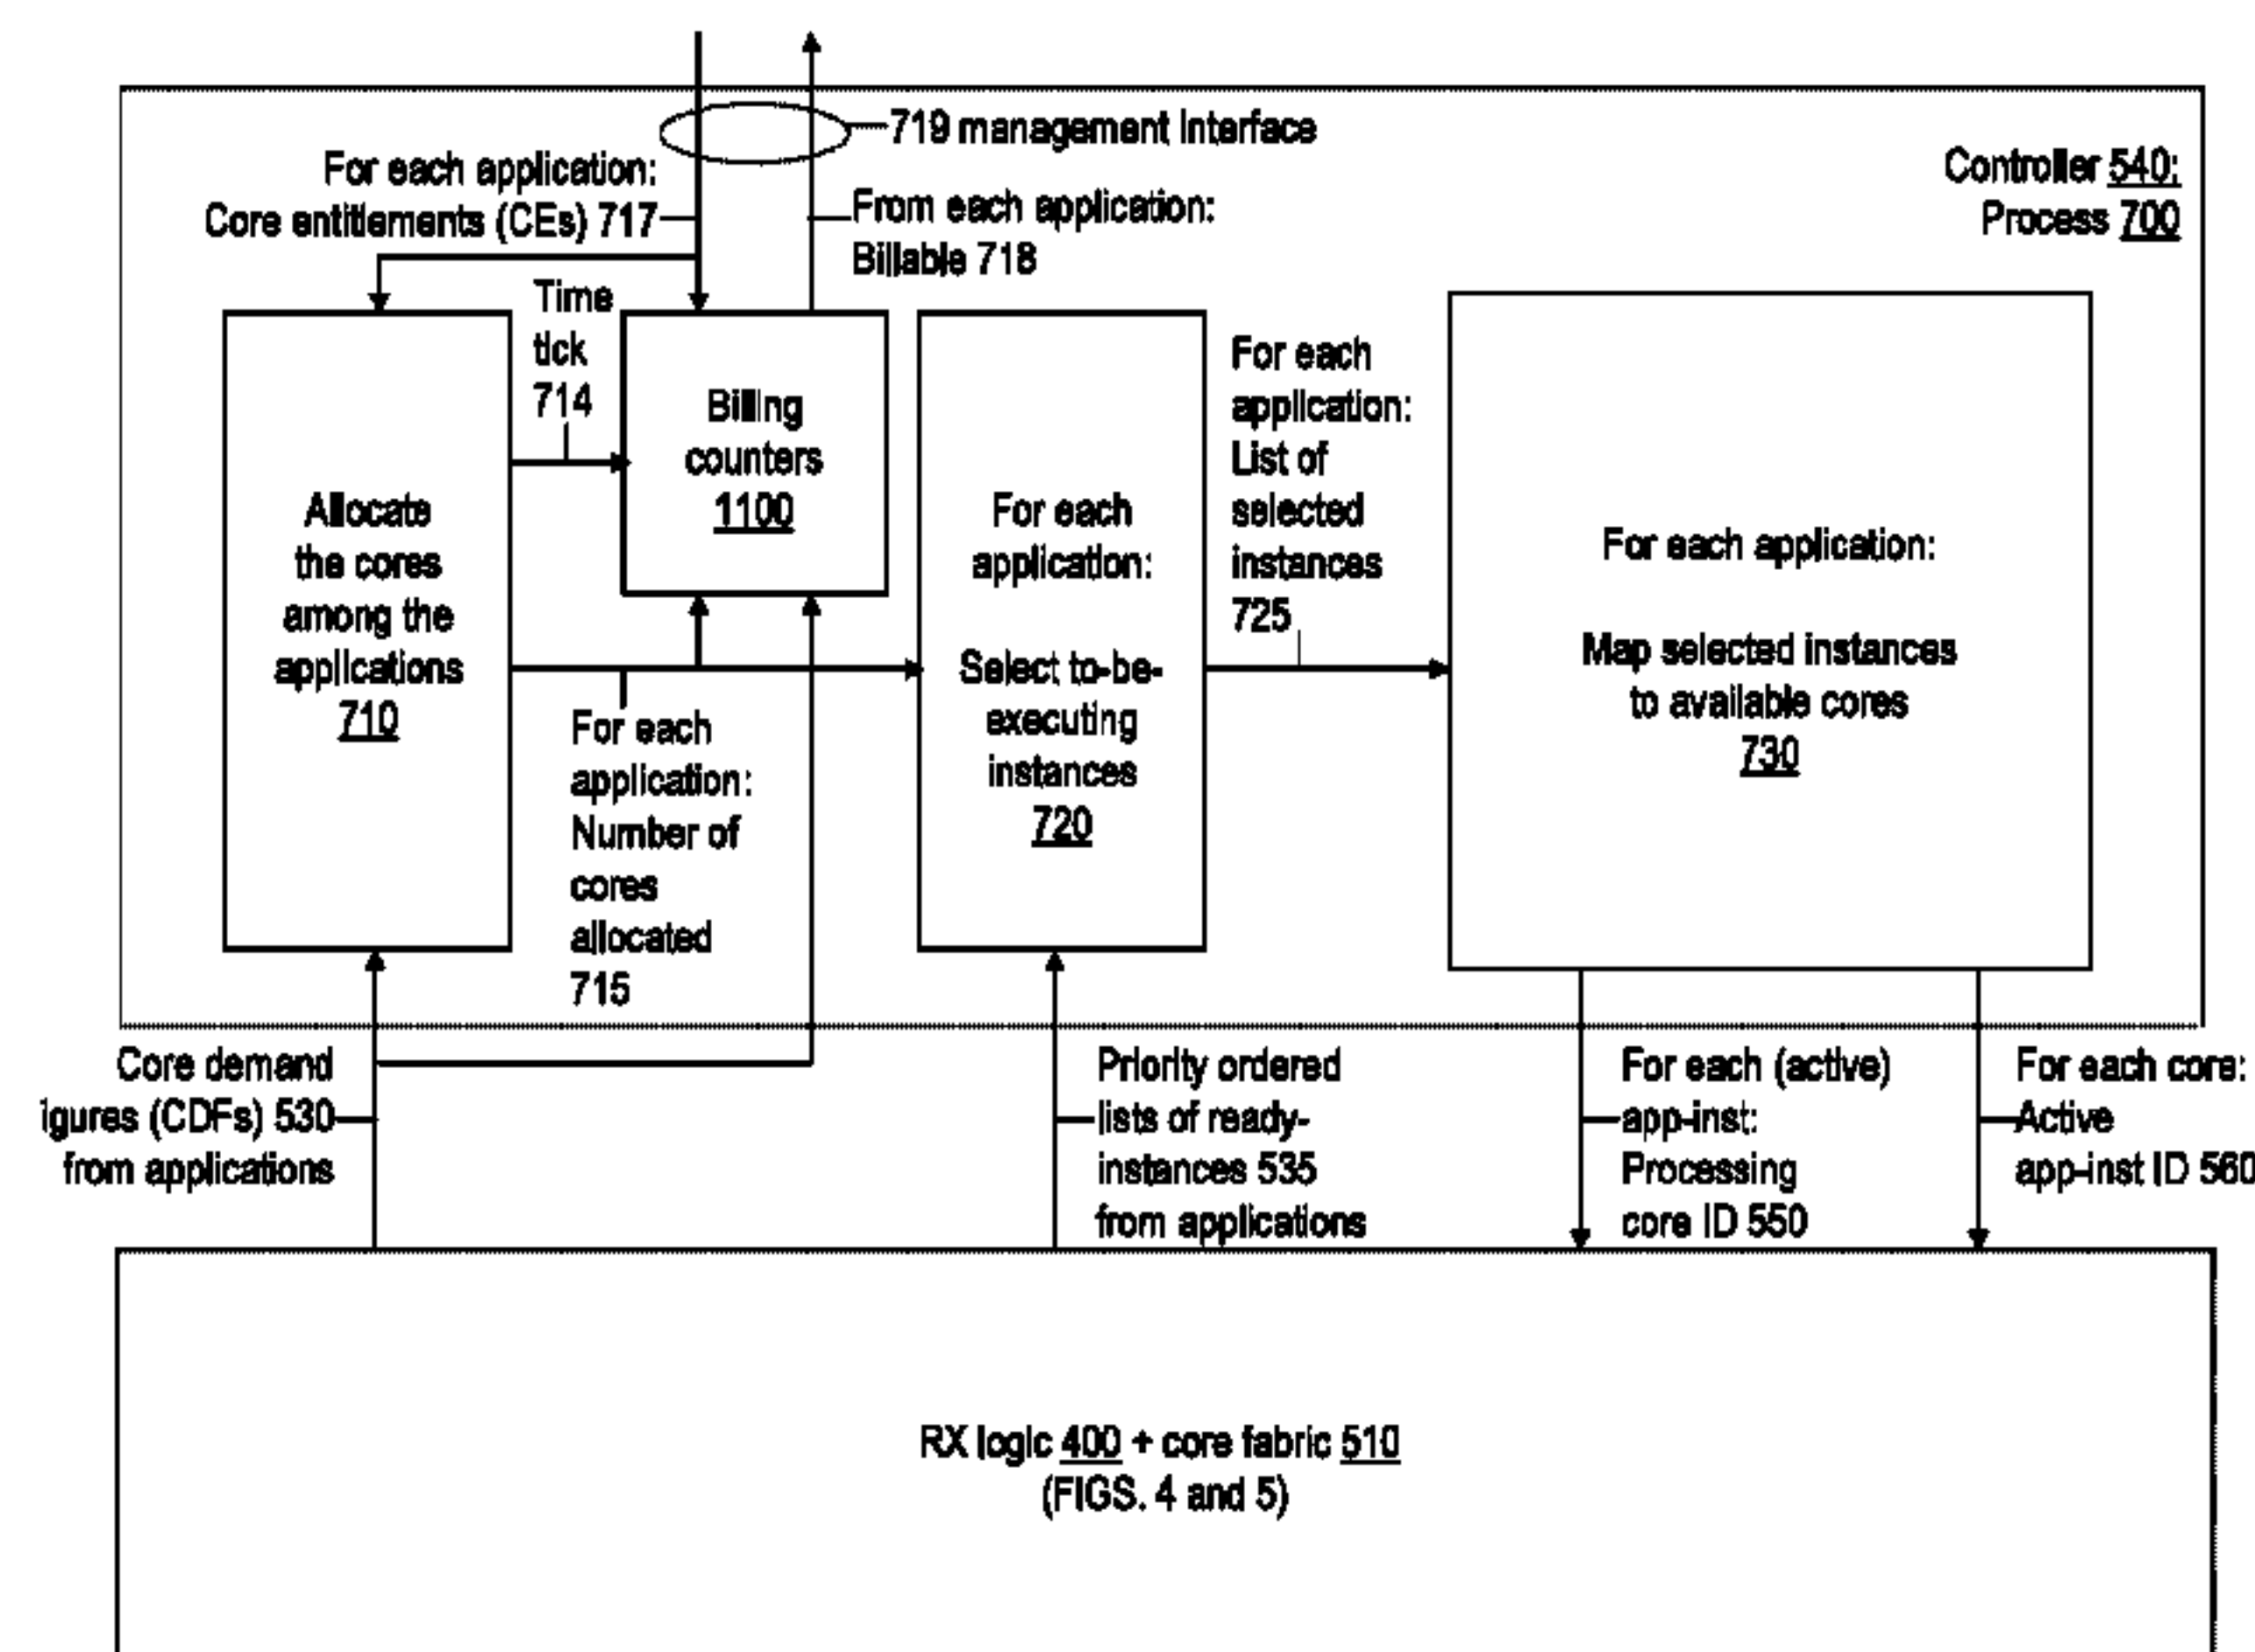 719 management interface
For each application:
Core entitlements (CEs) 717
From each application:
Billable 718
Controller 540;
Process 700
Time
tick
714
Allocate
the cores
among the
applications
710
Billing
counters
1100
For each
application:
Select to-be-
executing
instances
720
For each
application:
List of
selected
instances
725
For each application:
Map selected instances
to available cores
730
For each
application:
Number of
cores
allocated
715
Core demand
igures (CDFs) 530
from applications
Priority ordered
lists of ready-
instances 535
from applications
For each (active)
app-inst:
Processing
core ID 550
For each core:
Active
app-inst ID 560
RX logic 400 + core fabric 510
(FIGS. 4 and 5)